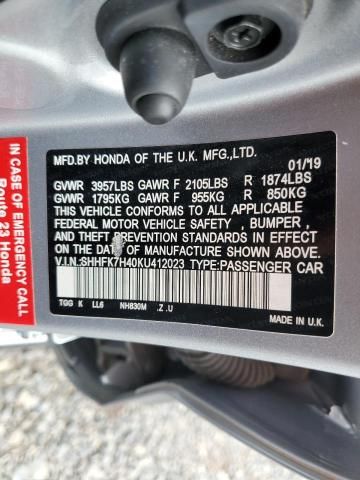 MFD.BY HONDA OF THE U.K. MFG.,LTD.
01/19
GVWR 3957LBS GAWR F 2105LBS R 1874LBS
GVWR 1795KG GAWR F 955KG R 850KG
THIS VEHICLE CONFORMS TO ALL APPLICABLE
FEDERAL MOTOR VEHICLE SAFETY , BUMPER ,
AND THEFT PREVENTION STANDARDS IN EFFECT
ON THE DATE OF MANUFACTURE SHOWN ABOVE.
V.I.N.:SHHFK7H40KU412023 TYPE:PASSENGER CAR
TGG K LL6 NH830M .Z .U
MADE IN U.K.
IN CASE OF EMERGENCY CALL
Route 23 Honda